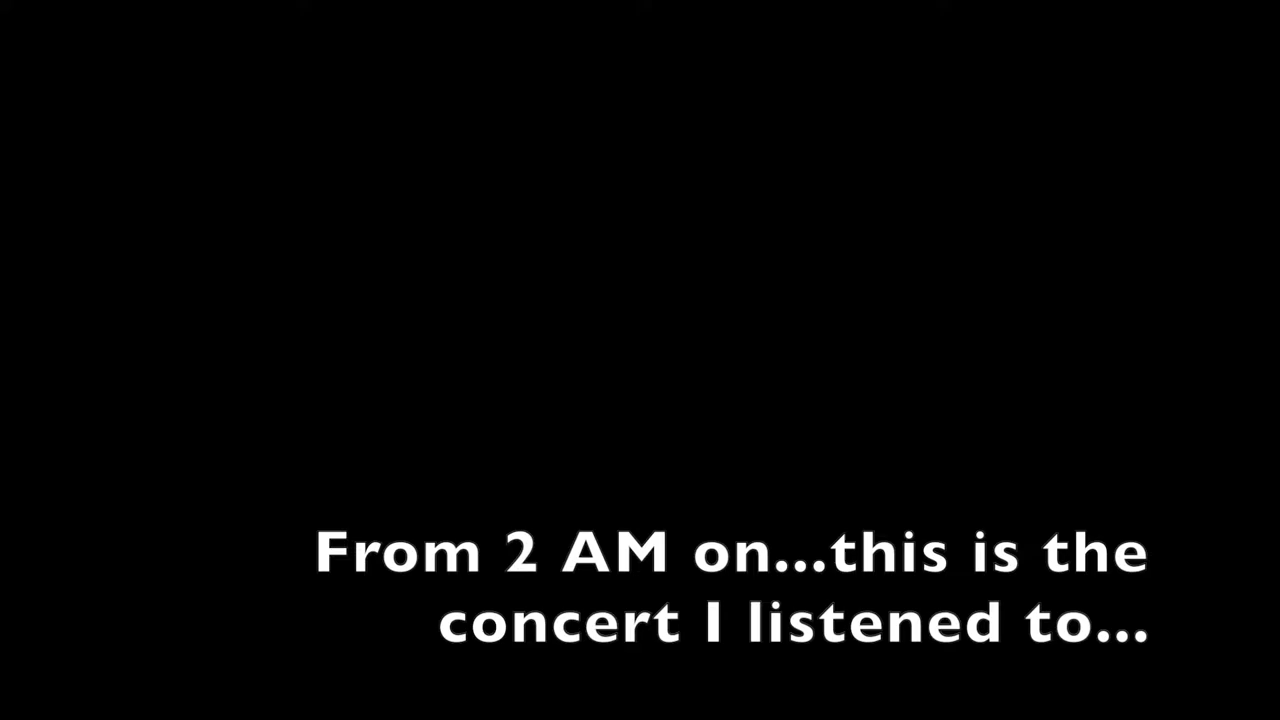 From 2 AM on...this is the
concert I listened to...